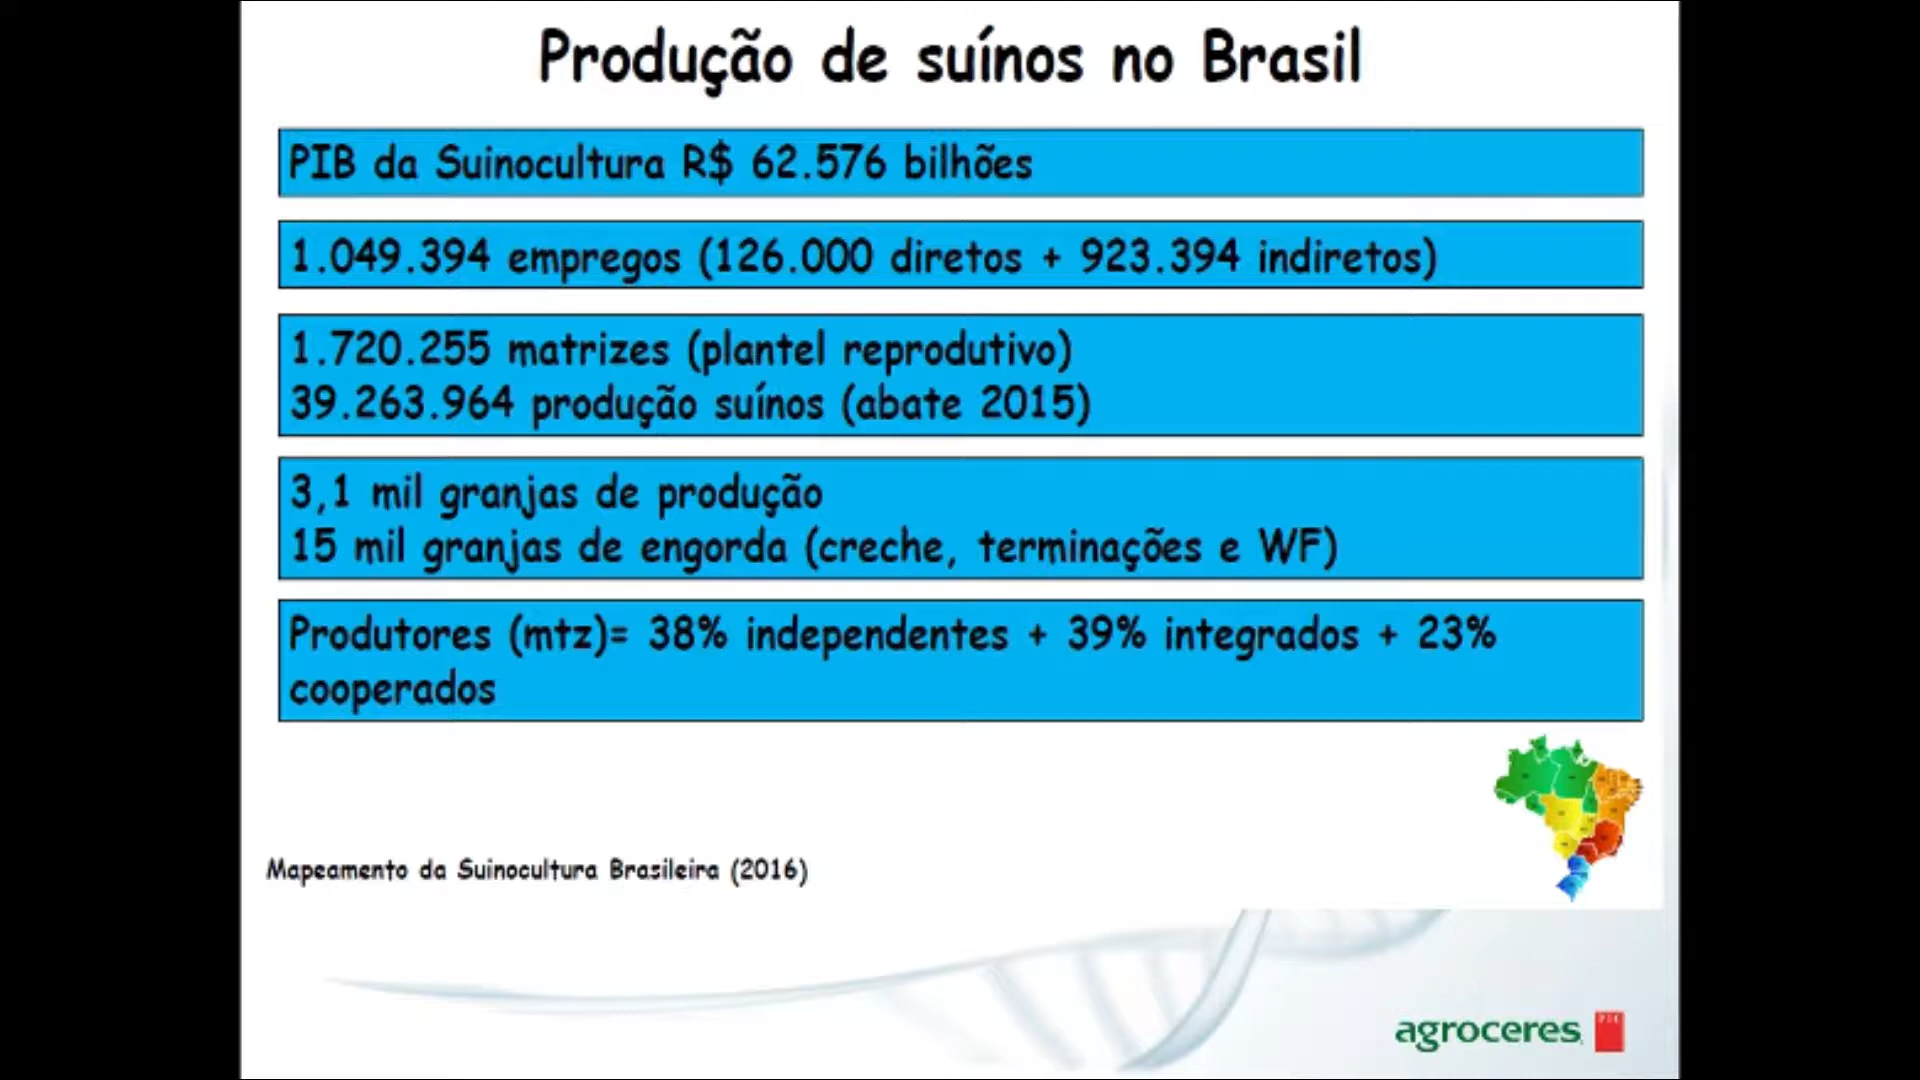 Produção de suínos no Brasil
PIB da Suinocultura R$ 62.576 bilhões
1.049.394 empregos (126.000 diretos + 923.394 indiretos)
1.720.255 matrizes (plantel reprodutivo)
39.263.964 produção suínos (abate 2015)
3,1 mil granjas de produção
15 mil granjas de engorda (creche, terminações e WF)
Produtores (mtz)= 38% independentes + 39% integrados + 23%
cooperados
Mapeamento da Suinocultura Brasileira (2016)
agroceres PIC